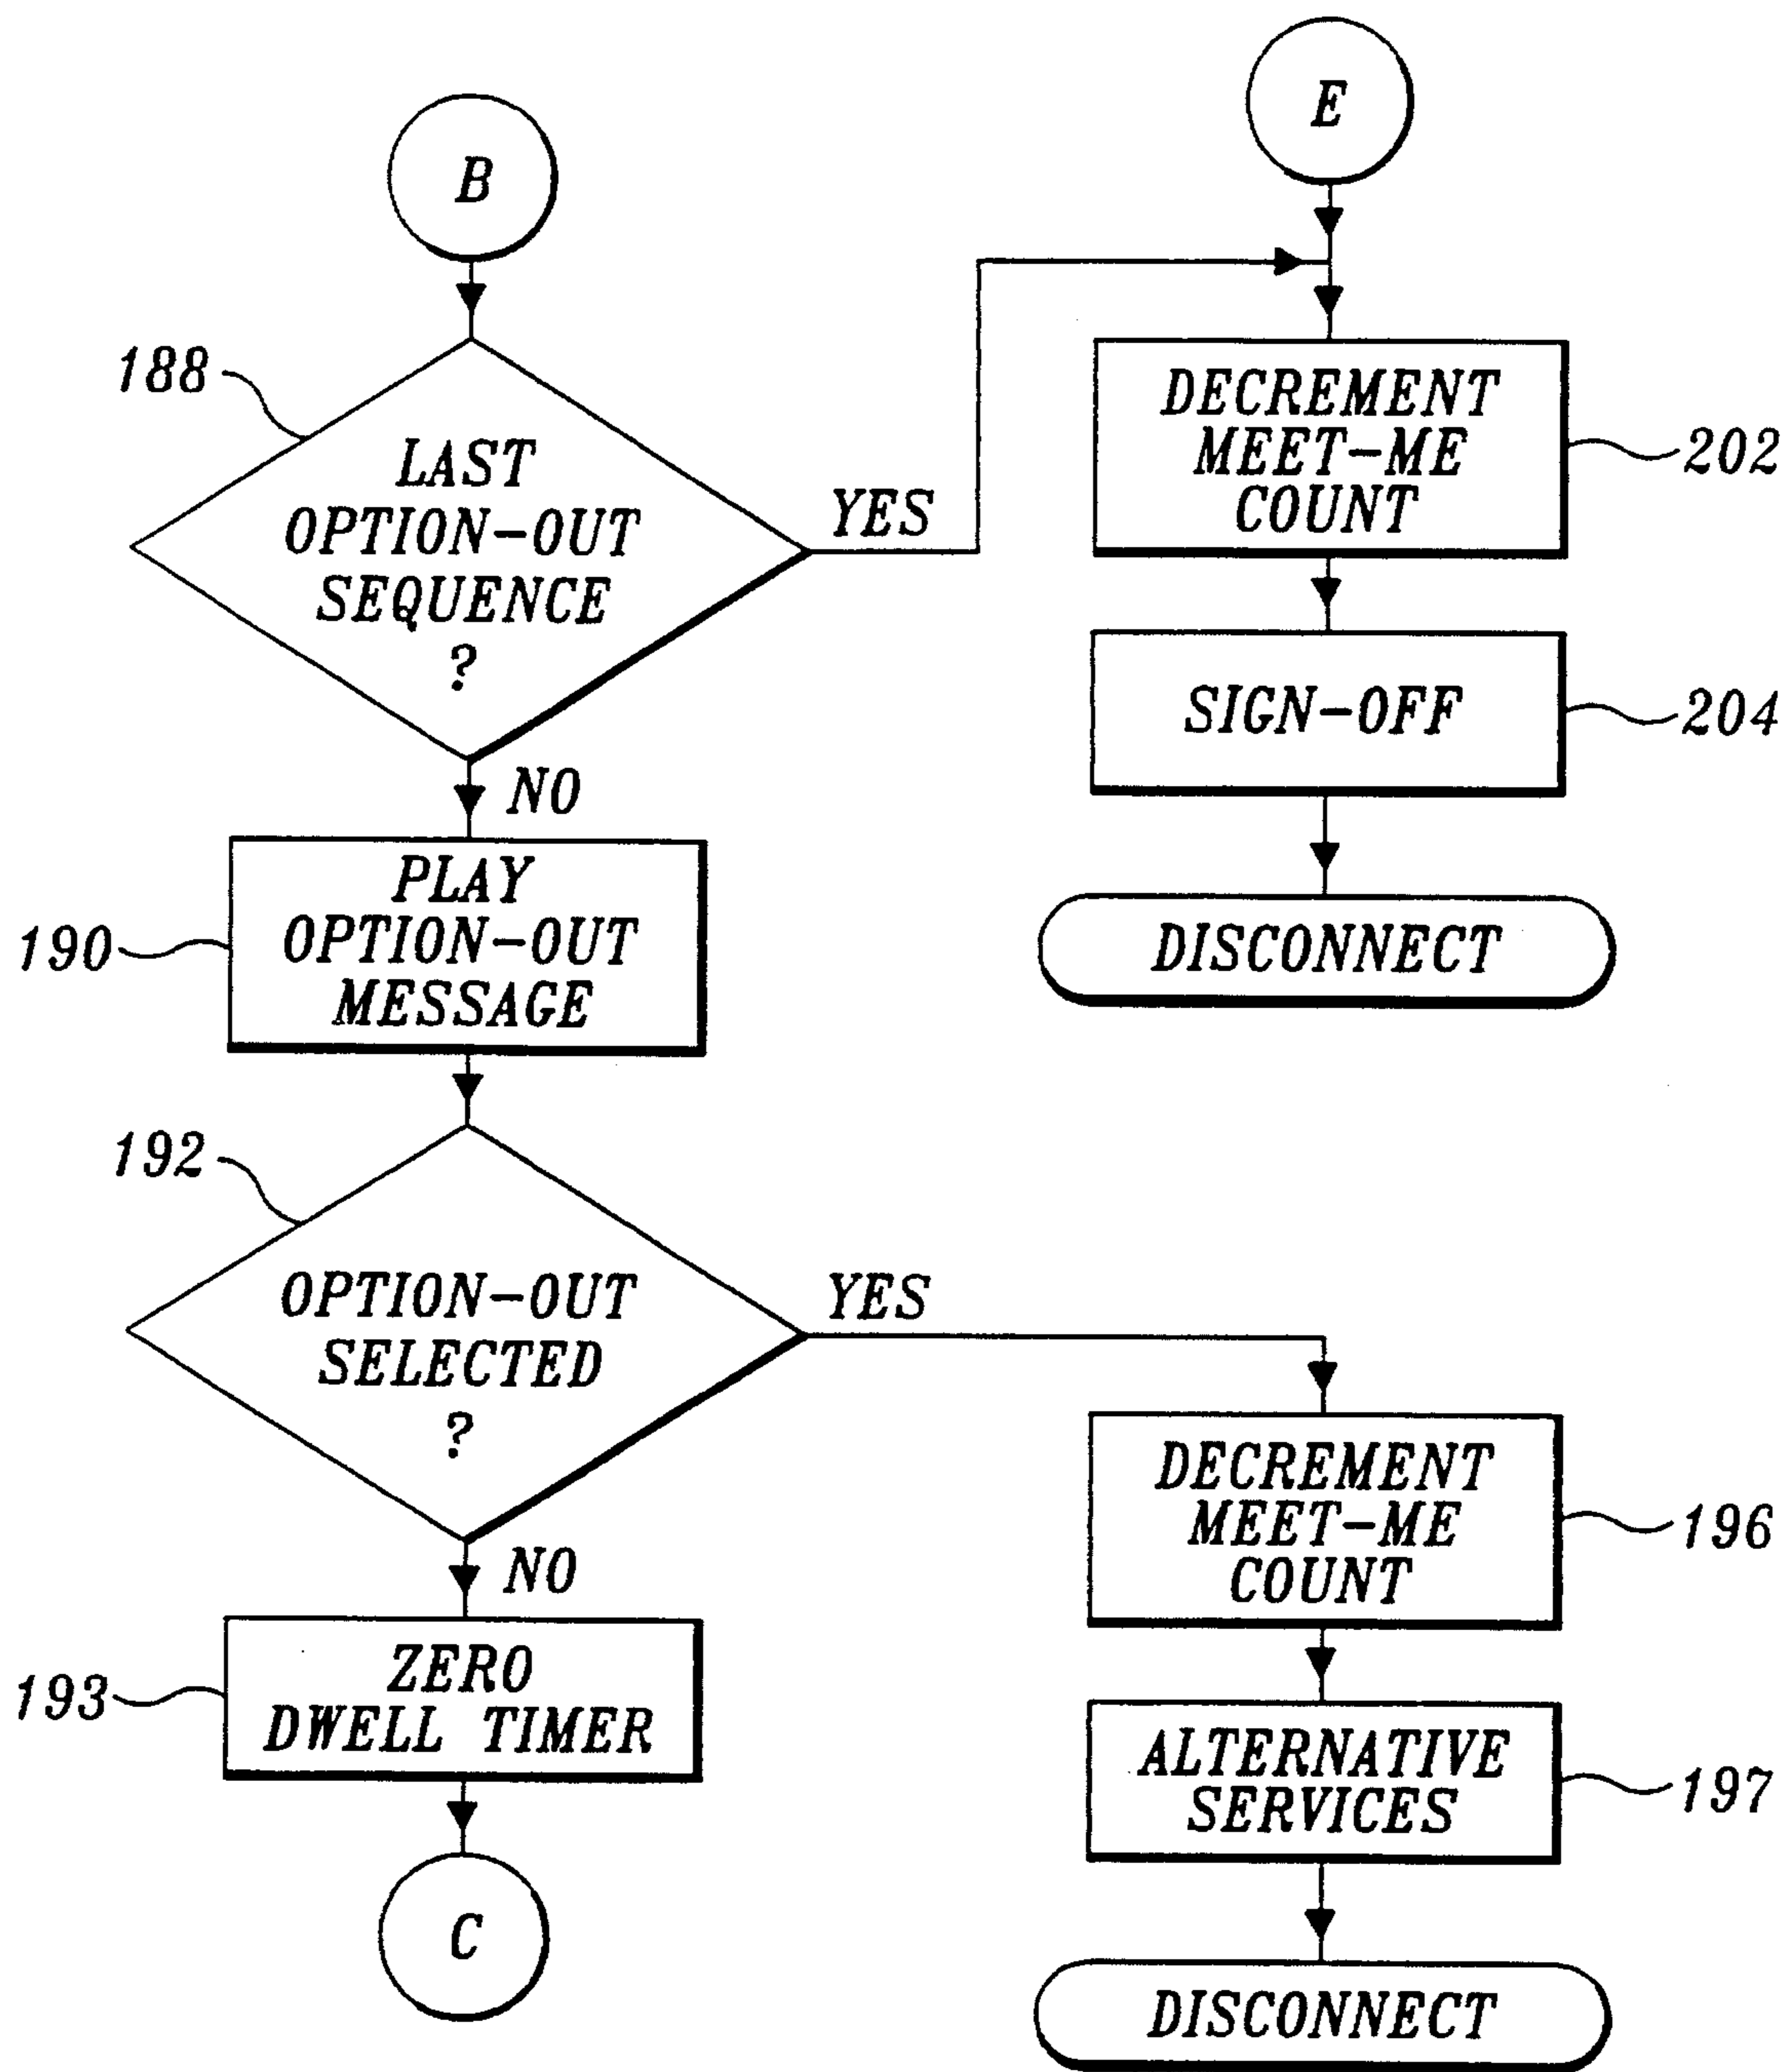 B
E
188
LAST
OPTION-OUT
SEQUENCE
?
YES
NO
DECREMENT
MEET-ME
COUNT
202
SIGN-OFF
204
DISCONNECT
190
PLAY
OPTION-OUT
MESSAGE
192
OPTION-OUT
SELECTED
?
YES
NO
DECREMENT
MEET-ME
COUNT
196
193
ZERO
DWELL TIMER
ALTERNATIVE
SERVICES
197
C
DISCONNECT